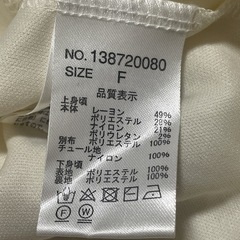 NO. 138720080
SIZE F
品質表示
上身頃 レーヨン 49%
ポリエステル 28%
ナイロン 21%
ポリウレタン 2%
別布 ポリエステル 100%
チュール地
ナイロン 100%
下身頃
表地 ポリエステル 100%
裏地 ポリエステル 100%